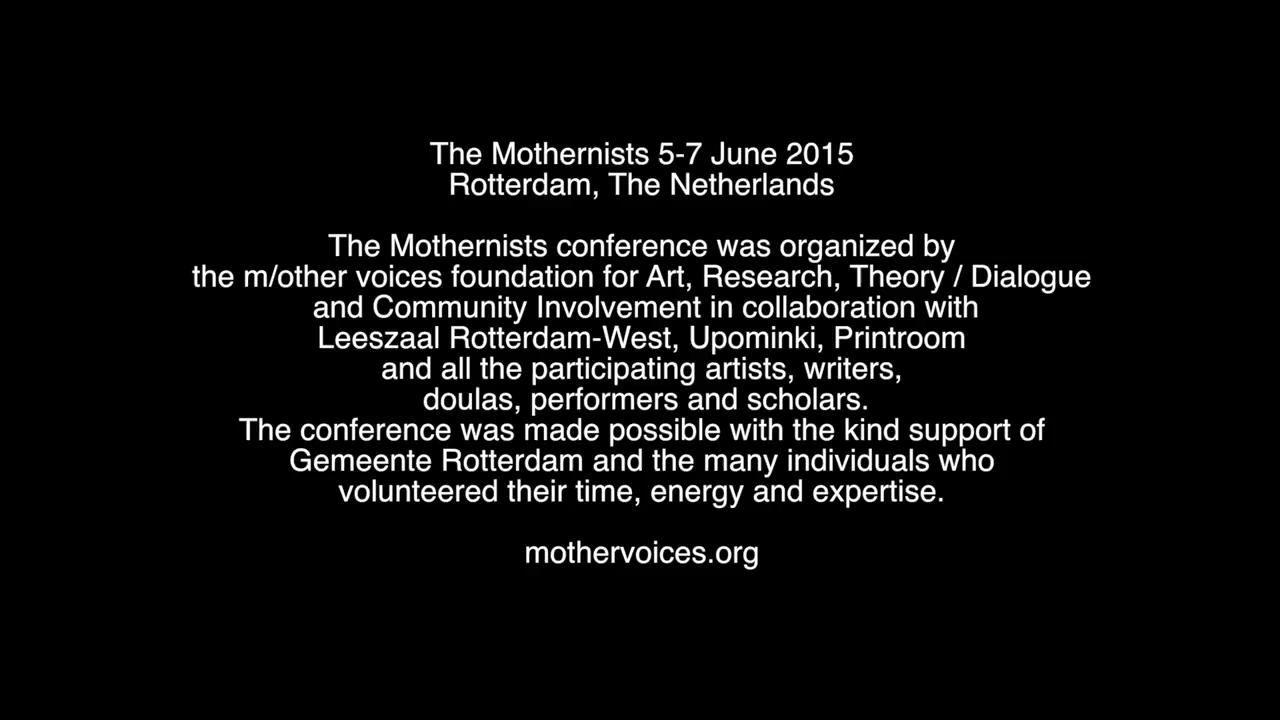 The Mothernists 5-7 June 2015
Rotterdam, The Netherlands
The Mothernists conference was organized by
the m/other voices foundation for Art, Research, Theory / Dialogue
and Community Involvement in collaboration with
Leeszaal Rotterdam-West, Upominki, Printroom
and all the participating artists, writers,
doulas, performers and scholars.
The conference was made possible with the kind support of
Gemeente Rotterdam and the many individuals who
volunteered their time, energy and expertise.
mothervoices.org